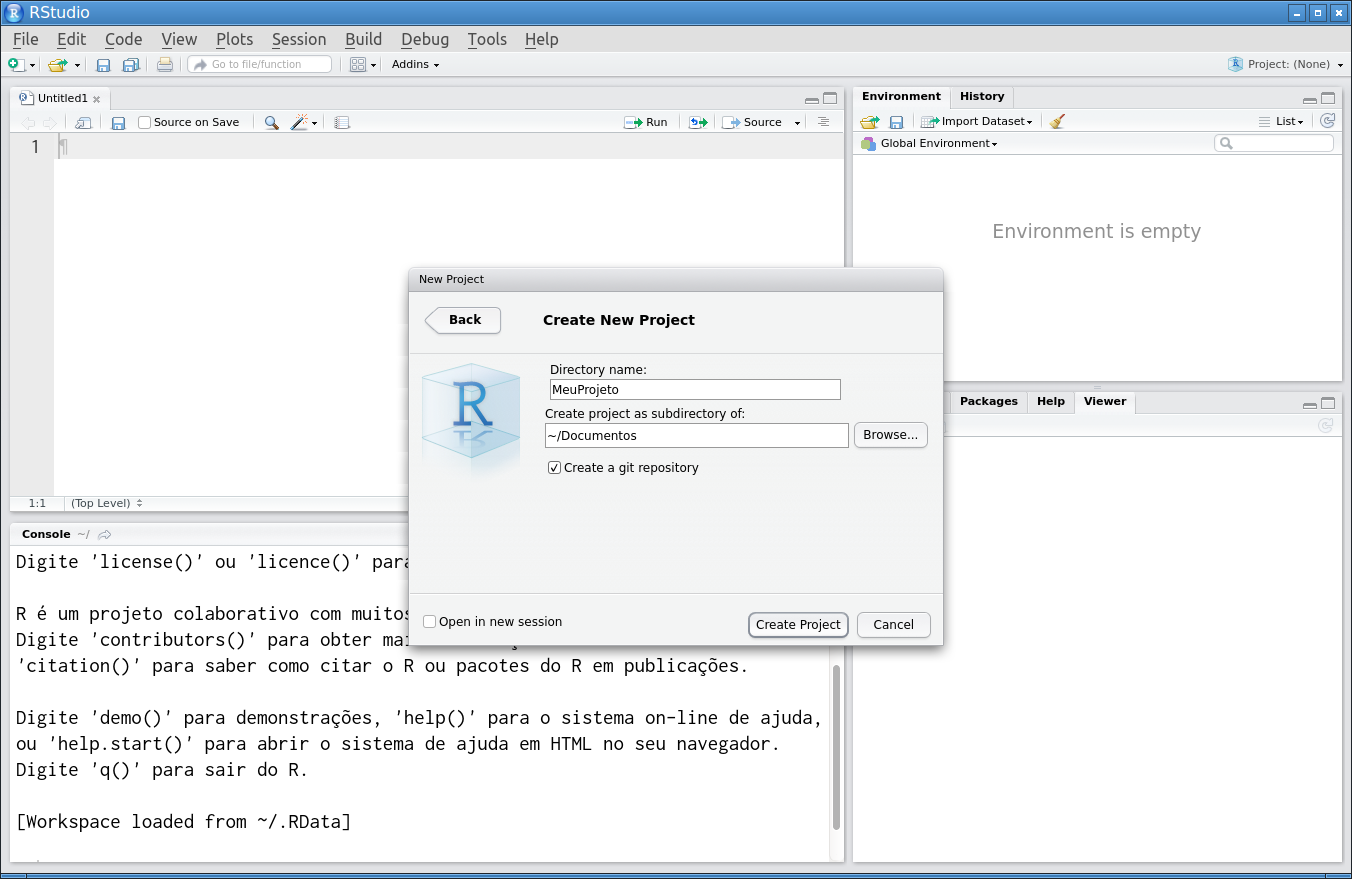 RStudio
File Edit Code View Plots Session Build Debug Tools Help
Go to file/function Addins Project: (None)
Untitled1
Source on Save Run Source
1 ¶
1:1 (Top Level)
Environment History
Import Dataset List
Global Environment
Environment is empty
New Project
Back Create New Project
Directory name:
MeuProjeto
Create project as subdirectory of:
~/Documentos Browse...
Create a git repository
Open in new session Create Project Cancel
Packages Help Viewer
Console ~/
Digite 'license()' ou 'licence()' para
R é um projeto colaborativo com muitos
Digite 'contributors()' para obter
'citation()' para saber como citar o R ou pacotes do R em publicações.
Digite 'demo()' para demonstrações, 'help()' para o sistema on-line de ajuda,
ou 'help.start()' para abrir o sistema de ajuda em HTML no seu navegador.
Digite 'q()' para sair do R.
[Workspace loaded from ~/.RData]